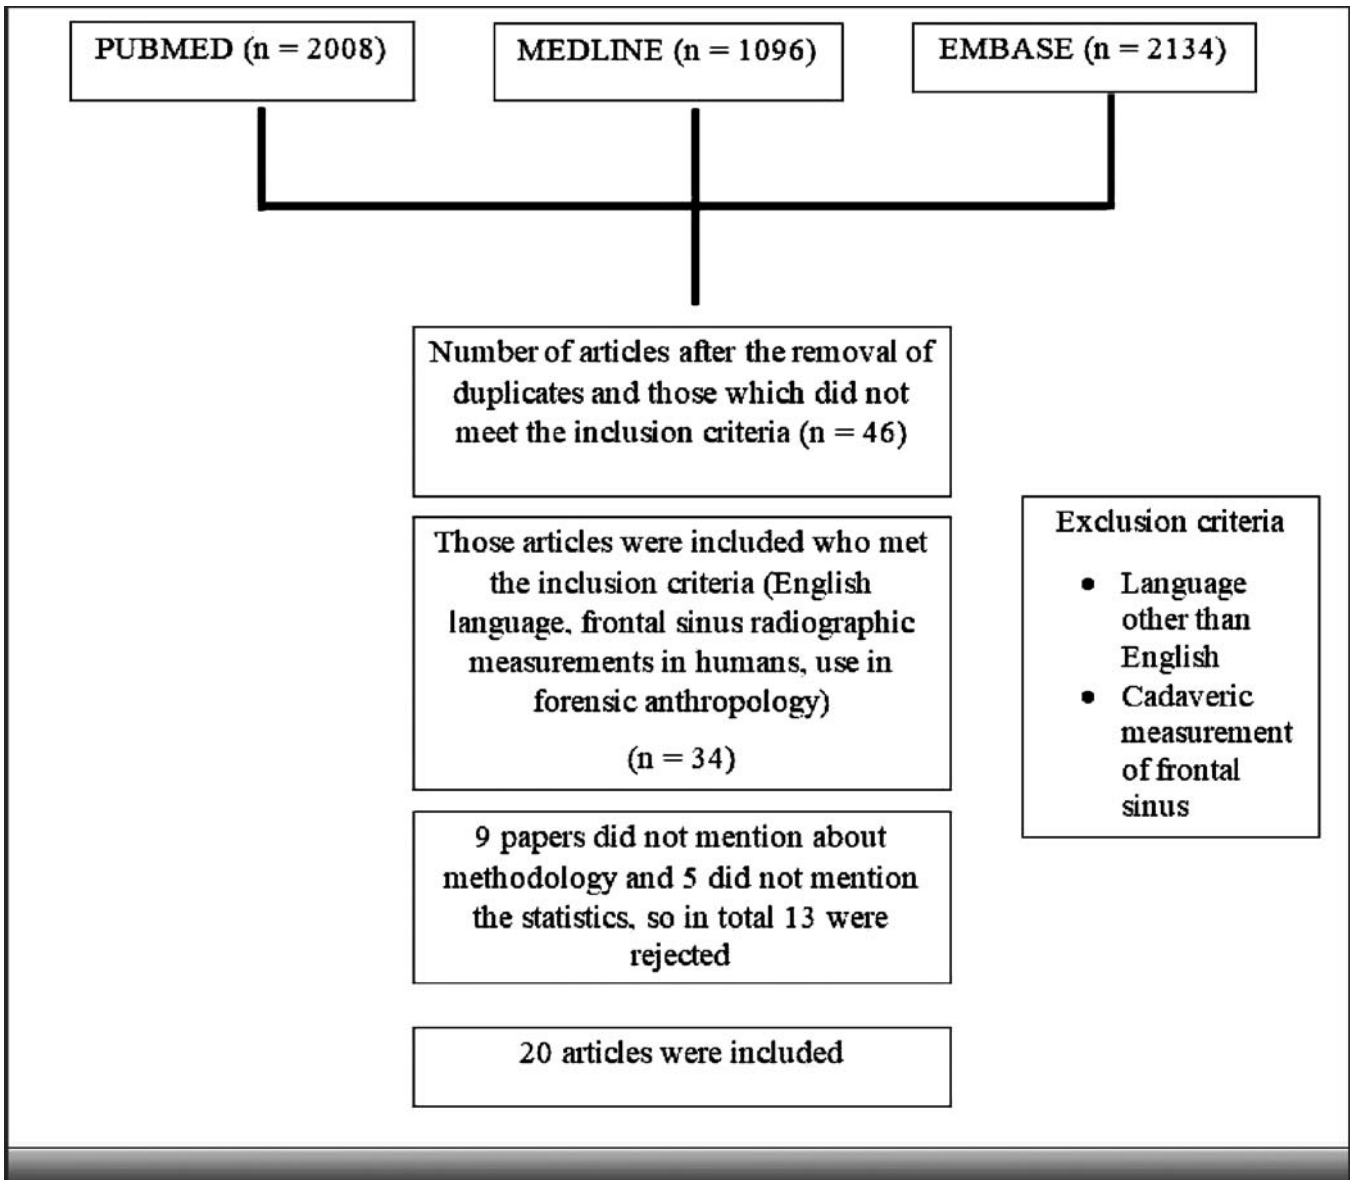 PUBMED (n = 2008)
MEDLINE (n = 1096)
EMBASE (n = 2134)
Number of articles after the removal of
duplicates and those which did not
meet the inclusion criteria (n = 46)
Those articles were included who met
the inclusion criteria (English
language, frontal sinus radiographic
measurements in humans, use in
forensic anthropology)
(n = 34)
Exclusion criteria
• Language
other than
English
• Cadaveric
measurement
of frontal
sinus
9 papers did not mention about
methodology and 5 did not mention
the statistics, so in total 13 were
rejected
20 articles were included